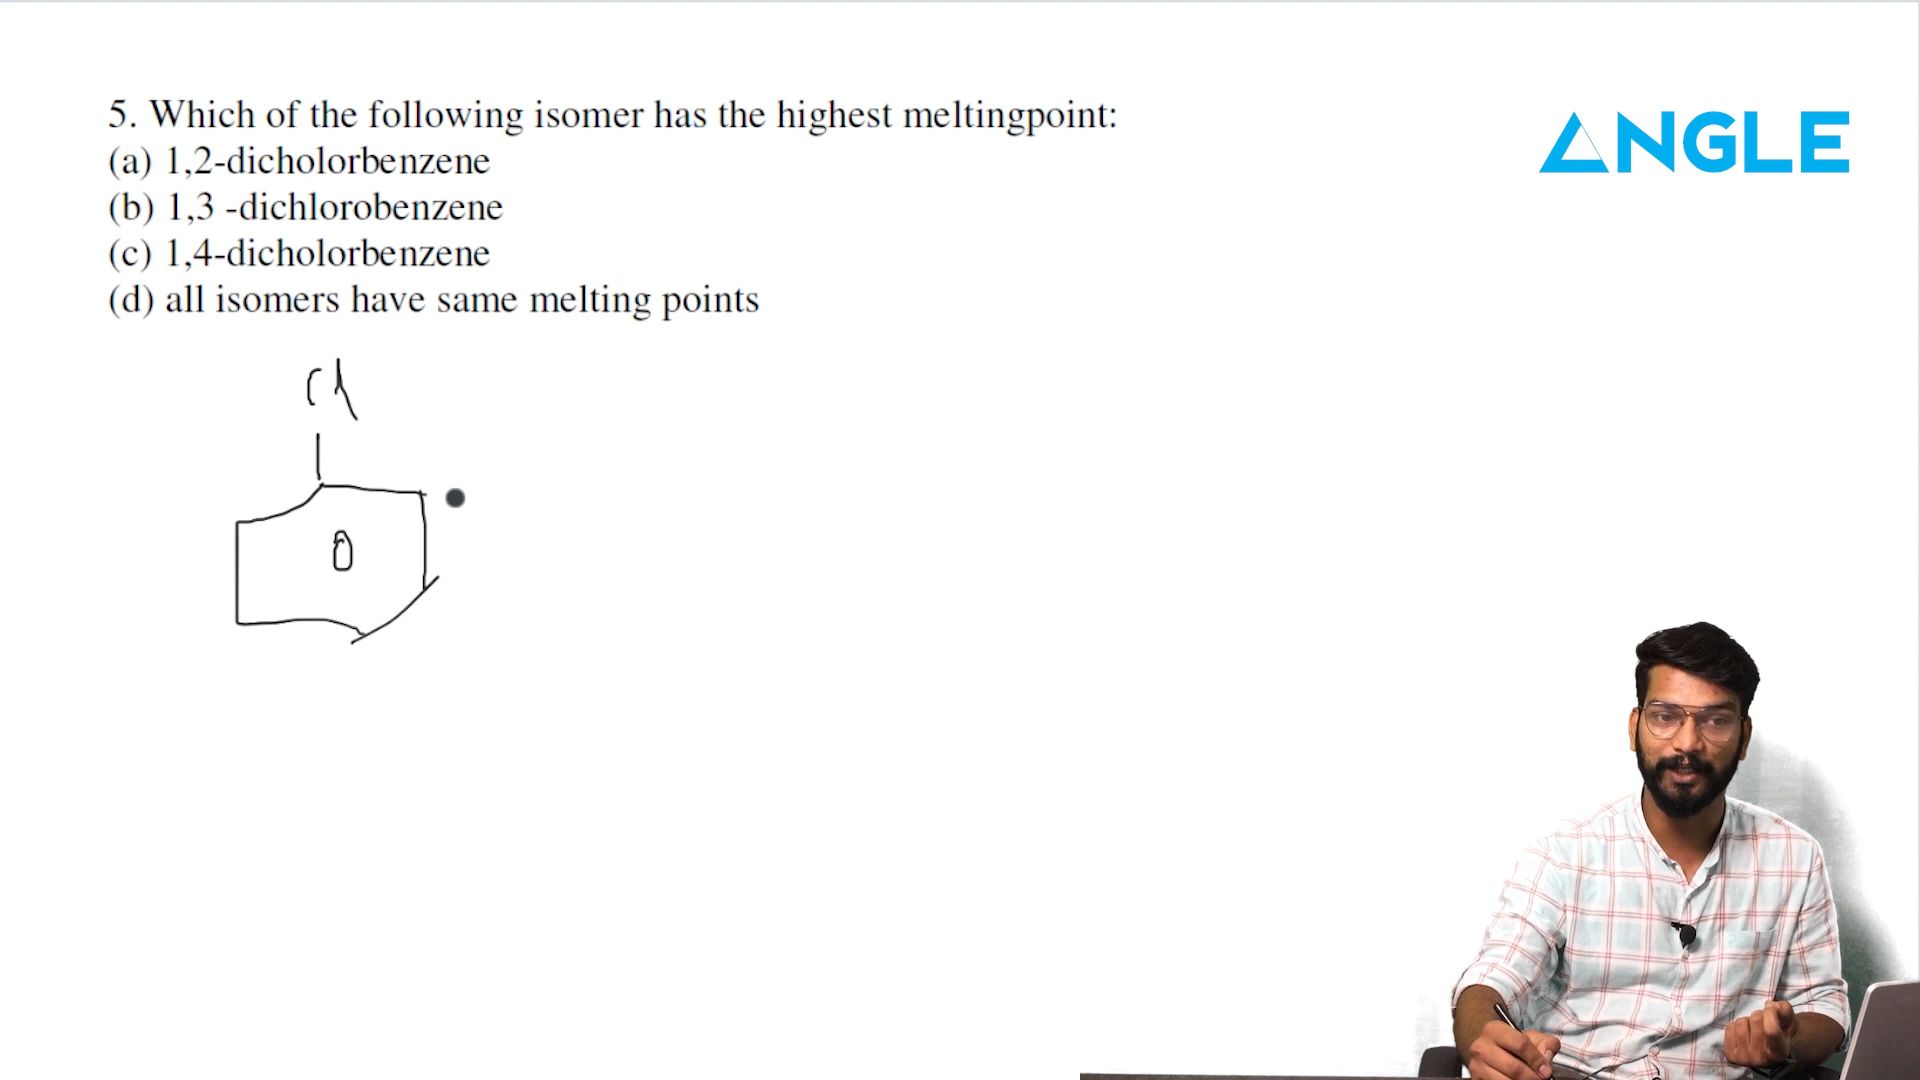 5. Which of the following isomer has the highest meltingpoint:
(a) 1,2-dicholorbenzene
(b) 1,3 -dichlorobenzene
(c) 1,4-dicholorbenzene
(d) all isomers have same melting points
ANGLE
Cl